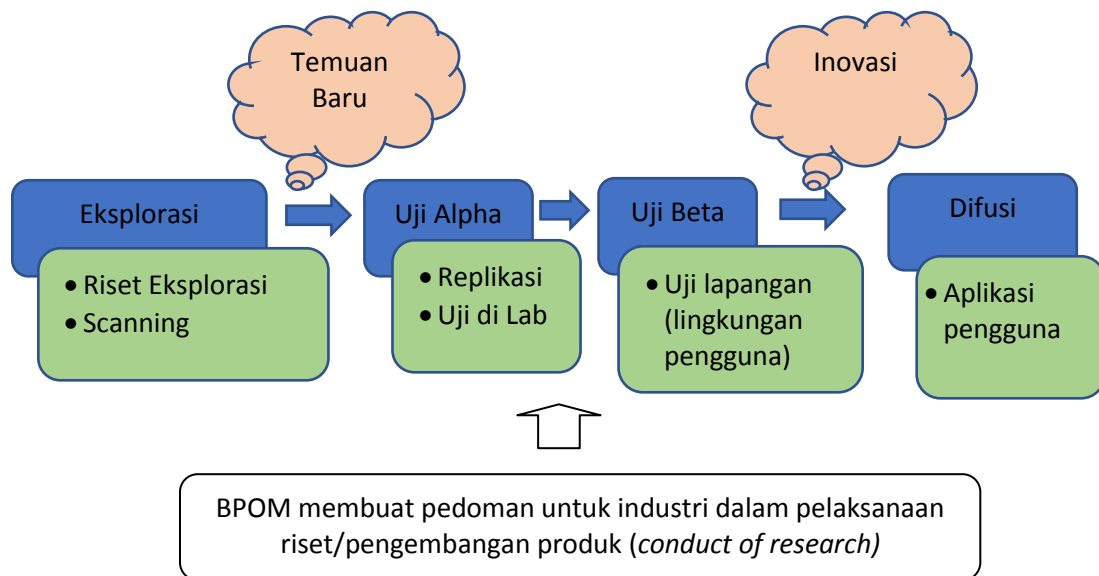 Temuan
Baru
Inovasi
Eksplorasi
Uji Alpha
Uji Beta
Difusi
• Riset Eksplorasi
• Scanning
• Replikasi
• Uji di Lab
• Uji lapangan
(lingkungan
pengguna)
• Aplikasi
pengguna
BPOM membuat pedoman untuk industri dalam pelaksanaan
riset/pengembangan produk (conduct of research)